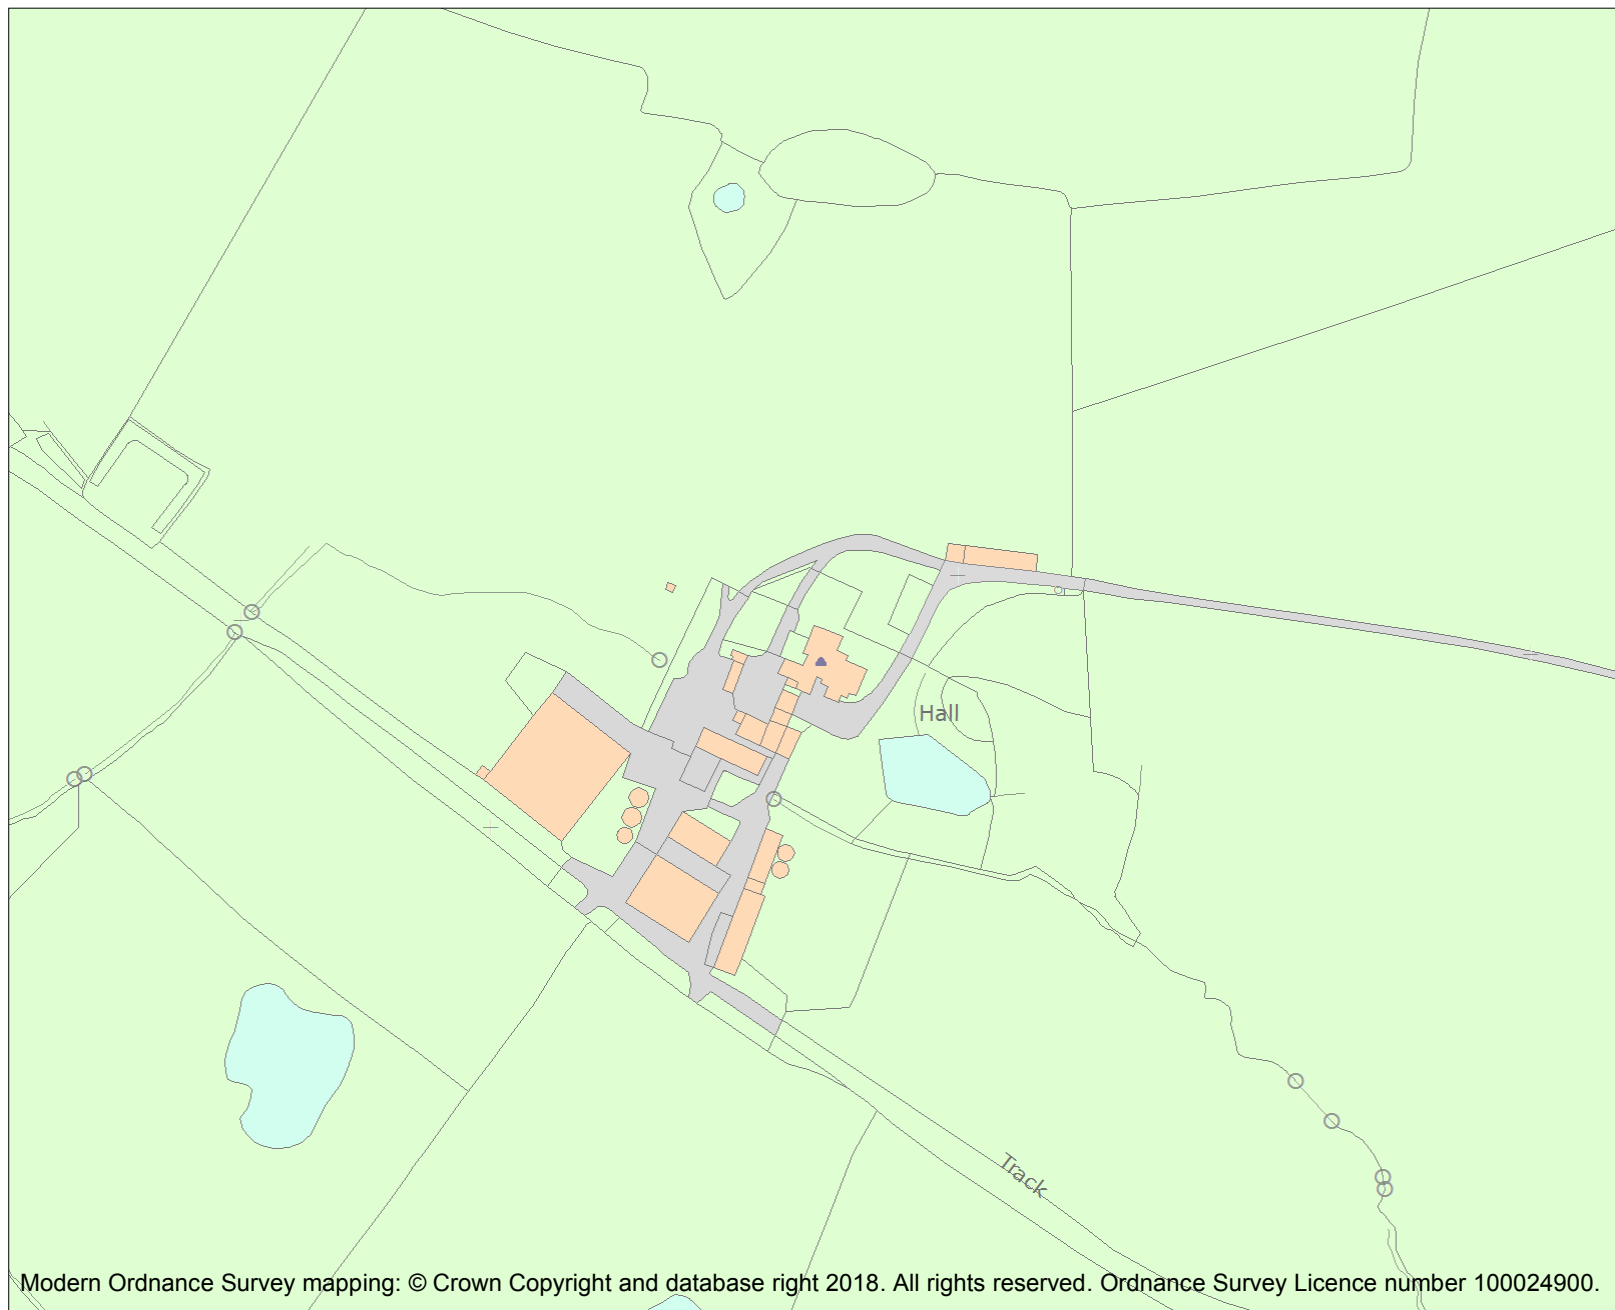 Hall
Track
Modern Ordnance Survey mapping: © Crown Copyright and database right 2018. All rights reserved. Ordnance Survey Licence number 100024900.